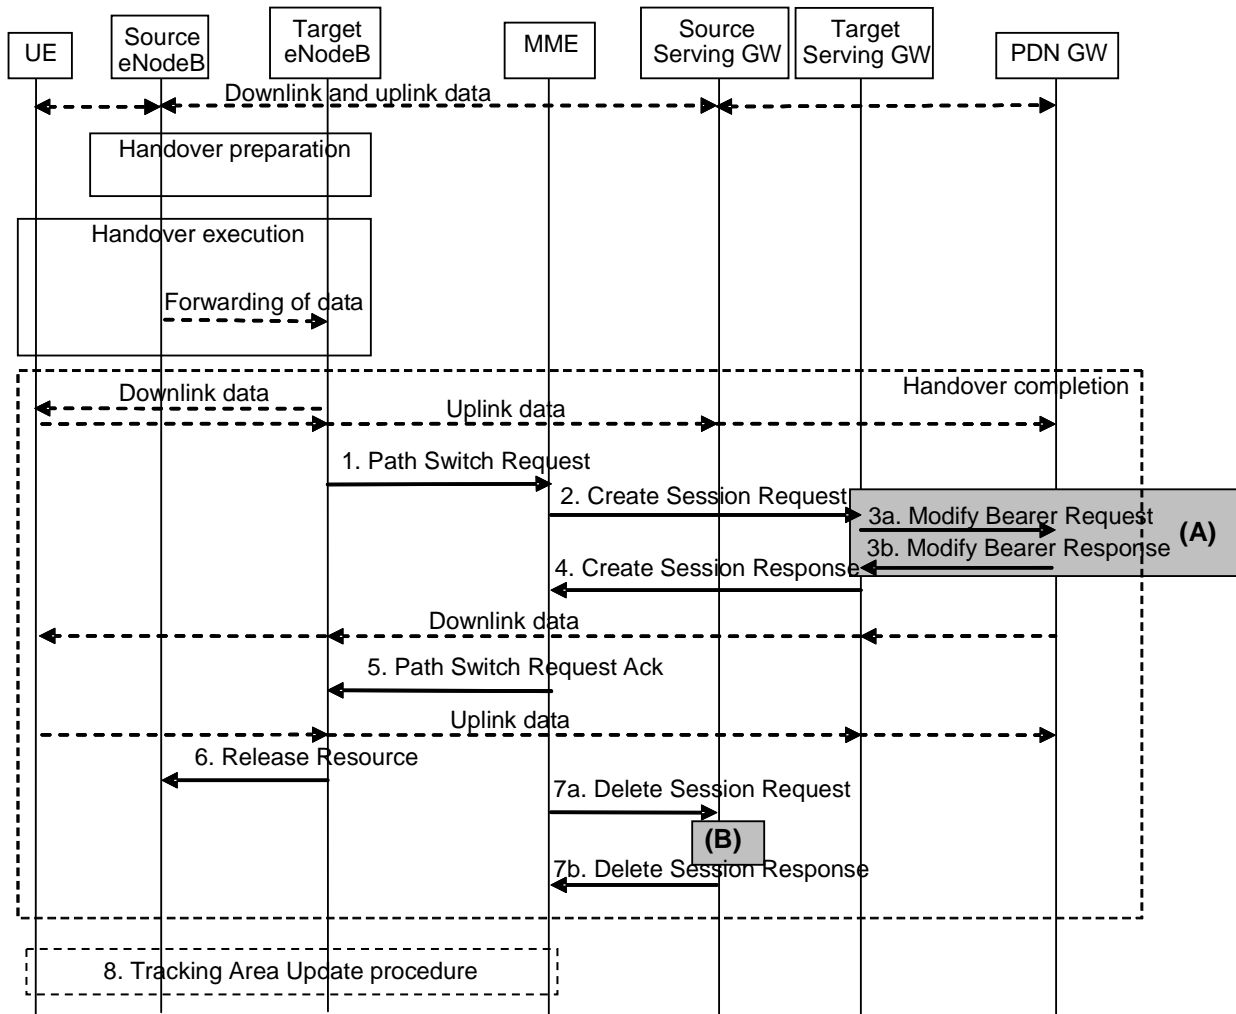 UE
Source
eNodeB
Target
eNodeB
MME
Source
Serving GW
Target
Serving GW
PDN GW
Downlink and uplink data
Handover preparation
Handover execution
Forwarding of data
Handover completion
Downlink data
Uplink data
1. Path Switch Request
2. Create Session Request
3a. Modify Bearer Request
(A)
3b. Modify Bearer Response
4. Create Session Response
Downlink data
5. Path Switch Request Ack
Uplink data
6. Release Resource
7a. Delete Session Request
(B)
7b. Delete Session Response
8. Tracking Area Update procedure